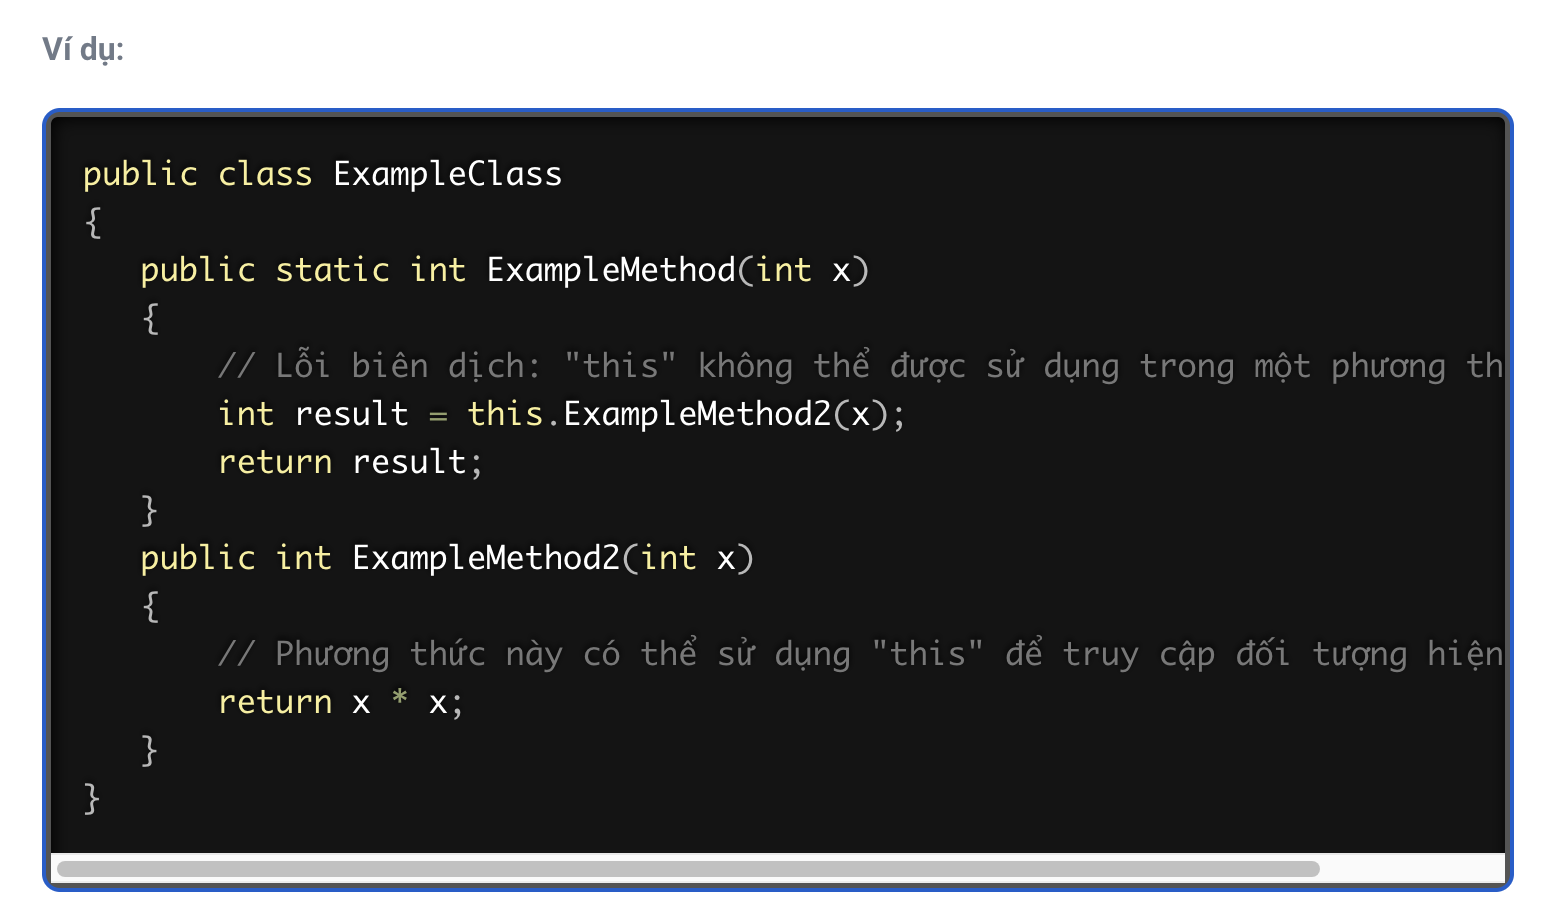 Ví dụ:
public class ExampleClass
{
   public static int ExampleMethod(int x)
   {
       // Lỗi biên dịch: "this" không thể được sử dụng trong một phương th
       int result = this.ExampleMethod2(x);
       return result;
   }
   public int ExampleMethod2(int x)
   {
       // Phương thức này có thể sử dụng "this" để truy cập đối tượng hiện
       return x * x;
   }
}